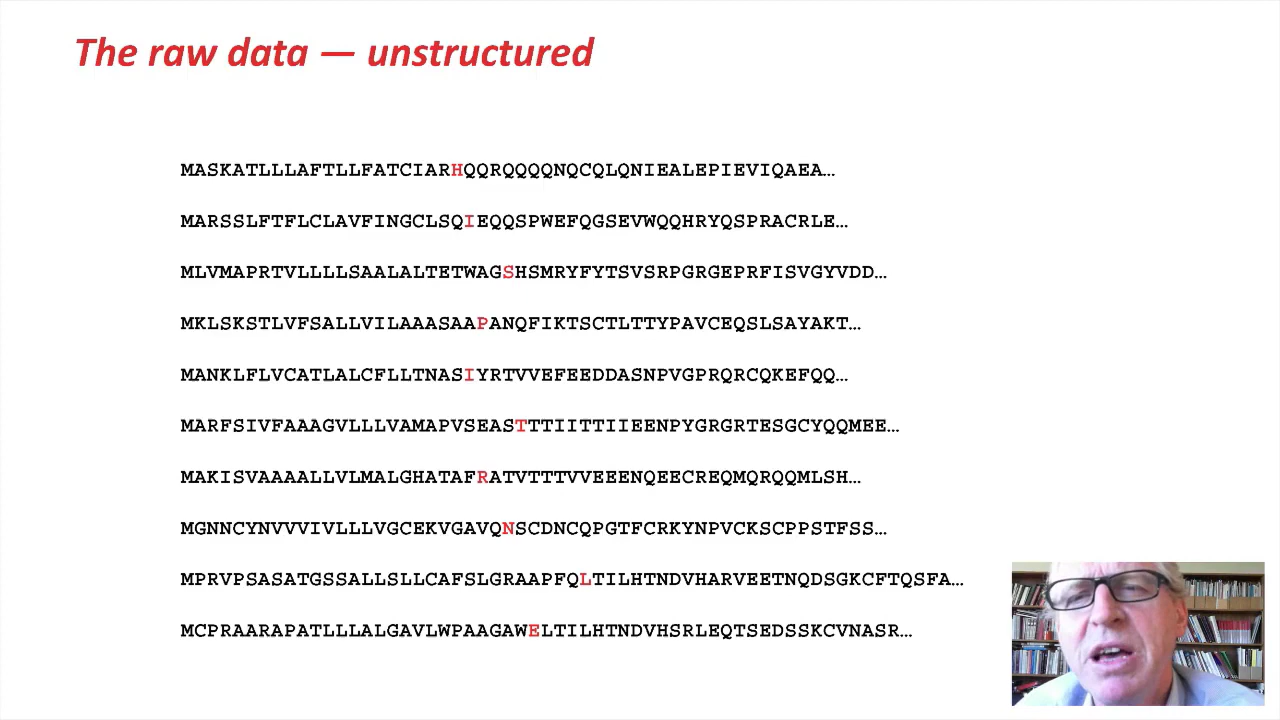 The raw data — unstructured
MASKATLLLAFTLLFATCIARHQQRQQQQNQCQLQNIEALEPIEVIQAEA…
MARSSLFTFLCLAVFINGCLSQIEQQSPWEFQGSEVWQQHRYQSPRACRLE…
MLVMAPRTVLLLLSAALALTETWAGSHSMRYFYTSVSRPGRGEPRFISVGYVDD…
MKLSKSTLVFSALLVILAAASAAPANQFIKTSCTLTTYPAVCEQSLSAYAKT…
MANKLFLVCATLALCFLLTNASIYRTVVEFEEDDASNPVGPRQRCQKEFQQ…
MARFSIVFAAAGVLLLVAMAPVSEASTTTIITTIIEENPYGRGRTESGCYQQMEE…
MAKISVAAAALLVLMALGHATAFRATVTTTVVEEENQEECREQMQRQQMLSH…
MGNNCYNVVVIVLLLVGCEKVGAVQNSCDNCQPGTFCRKYNPVCKSCPPSTFSS…
MPRVPSASATGSSALLSLLCAFSLGRAAPFQLTILHTNDVHARVEETNQDSGKCFTQSFA…
MCPRAARAPATLLLALGAVLWPAAGAWELTILHTNDVHSRLEQTSEDSSKCVNASR…